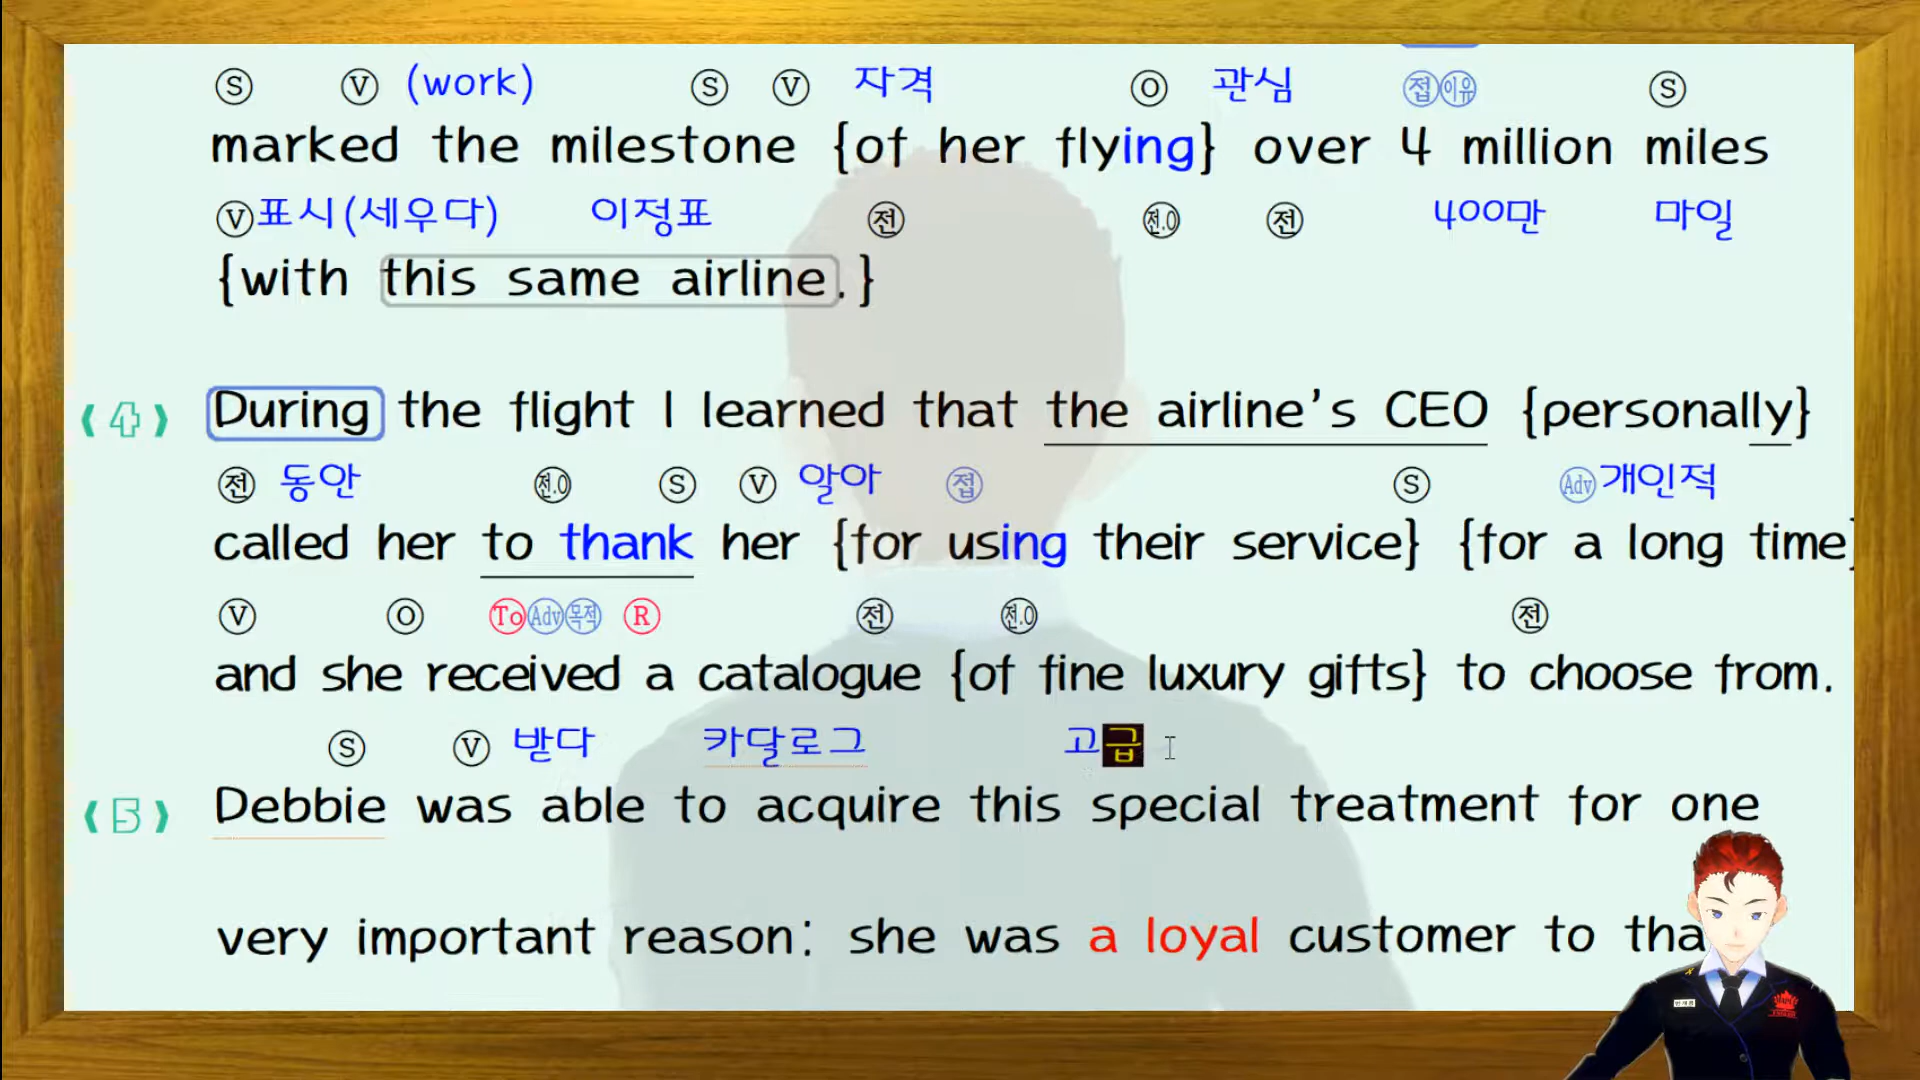 Ⓢ Ⓥ (work) Ⓢ Ⓥ 자격 Ⓞ 관심 접 이유 Ⓢ
marked the milestone {of her flying} over 4 million miles
Ⓥ표시(세우다) 이정표 전 전.O 전 400만 마일
{with this same airline.}
(4) During the flight I learned that the airline's CEO {personally}
전 동안 전.O Ⓢ Ⓥ 알아 접 Ⓢ Adv개인적
called her to thank her {for using their service} {for a long time}
Ⓥ Ⓞ To Adv 목적 Ⓡ 전 전.O 전
and she received a catalogue {of fine luxury gifts} to choose from.
Ⓢ Ⓥ 받다 카달로그 고급
(5) Debbie was able to acquire this special treatment for one
very important reason: she was a loyal customer to tha